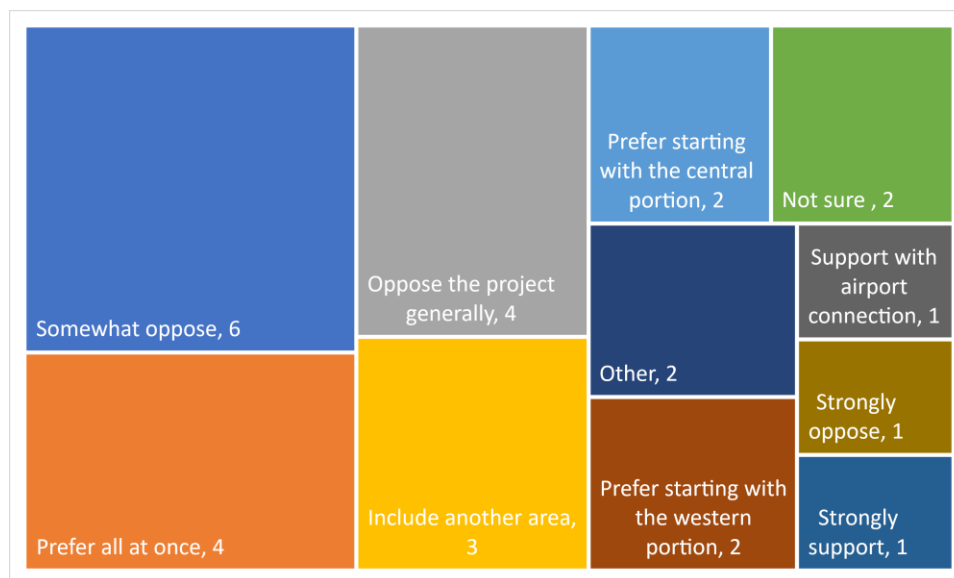 Somewhat oppose, 6
Prefer all at once, 4
Oppose the project
generally, 4
Include another area,
3
Prefer starting
with the central
portion, 2
Not sure , 2
Other, 2
Prefer starting with
the western
portion, 2
Support with
airport
connection, 1
Strongly
oppose, 1
Strongly
support, 1